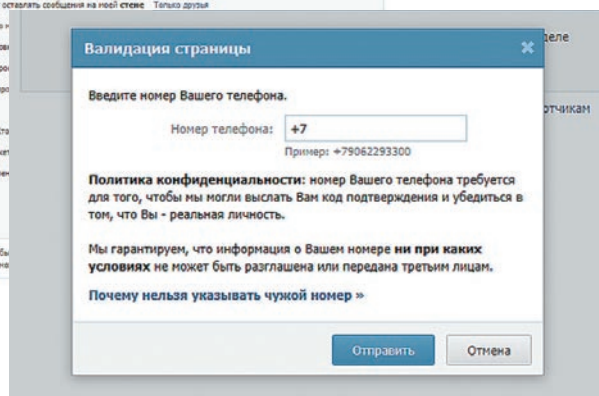 оставлять сообщения на моей стене Только друзья
деле
Валидация страницы
Введите номер Вашего телефона.
отчикам
Номер телефона: +7
Пример: +79062293300
Политика конфиденциальности: номер Вашего телефона требуется
для того, чтобы мы могли выслать Вам код подтверждения и убедиться в
том, что Вы - реальная личность.
Мы гарантируем, что информация о Вашем номере ни при каких
условиях не может быть разглашена или передана третьим лицам.
Почему нельзя указывать чужой номер »
Отправить Отмена